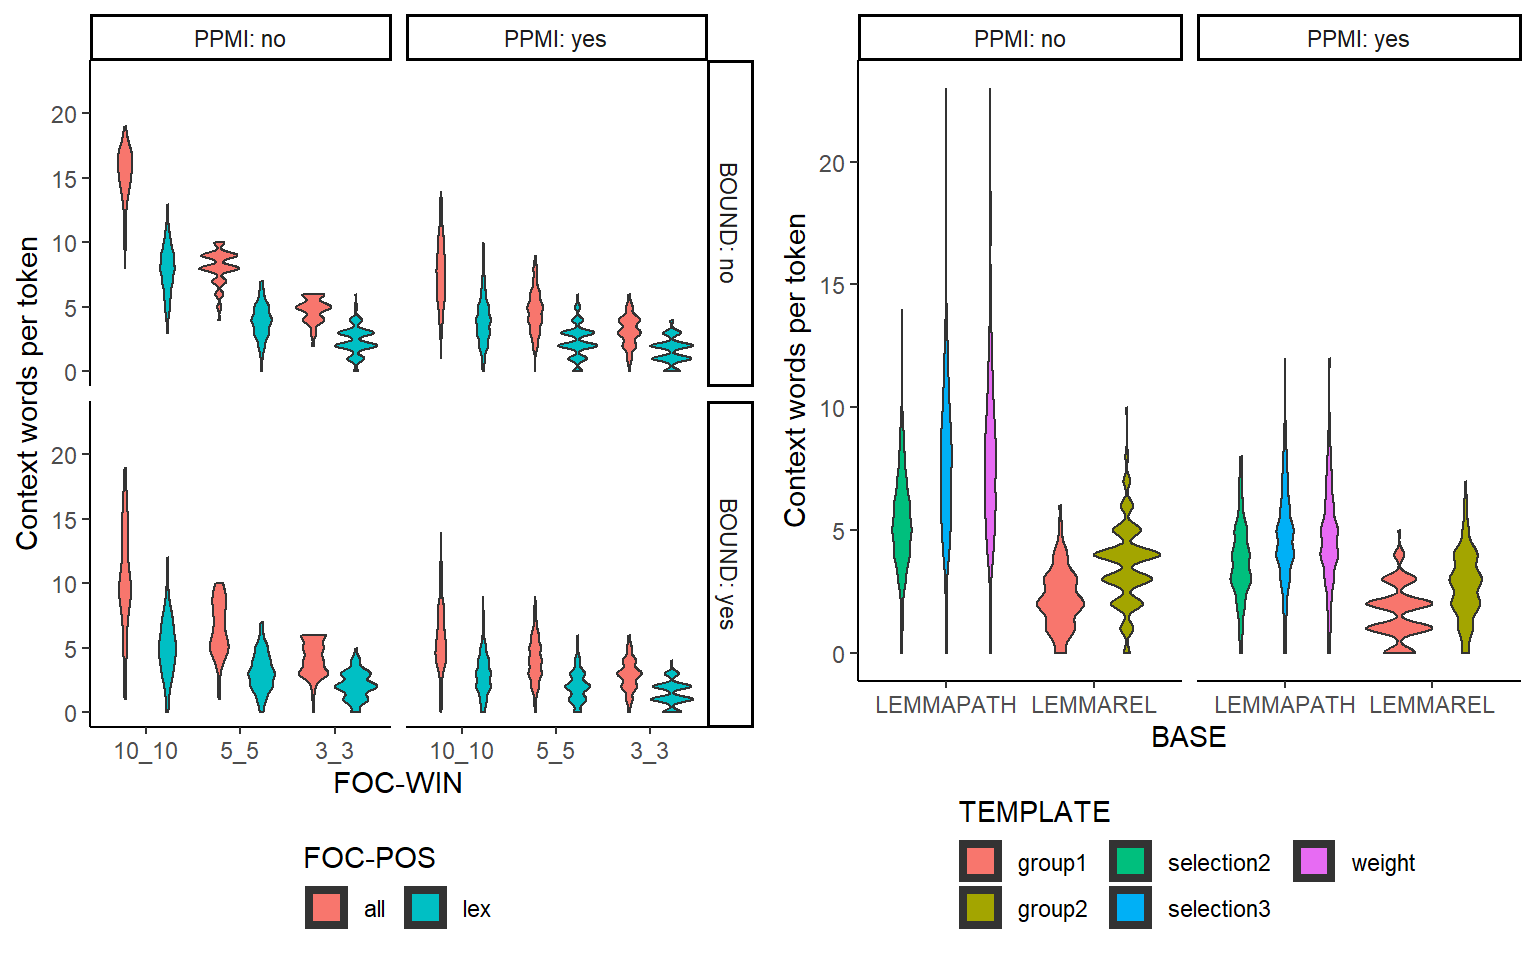 PPMI: no
PPMI: yes
Context words per token
20
15
10
5
0
BOUND: no
20
15
10
5
0
BOUND: yes
10_10
5_5
3_3
10_10
5_5
3_3
FOC-WIN
FOC-POS
all
lex
PPMI: no
PPMI: yes
Context words per token
20
15
10
5
0
LEMMAPATH
LEMMAREL
LEMMAPATH
LEMMAREL
BASE
TEMPLATE
group1
selection2
weight
group2
selection3